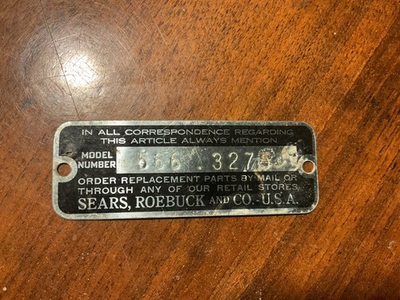 IN ALL CORRESPONDENCE REGARDING
THIS ARTICLE ALWAYS MENTION
MODEL
NUMBER
ORDER REPLACEMENT PARTS BY MAIL OR
THROUGH ANY OF OUR RETAIL STORES
SEARS, ROEBUCK AND CO.-U.S.A.